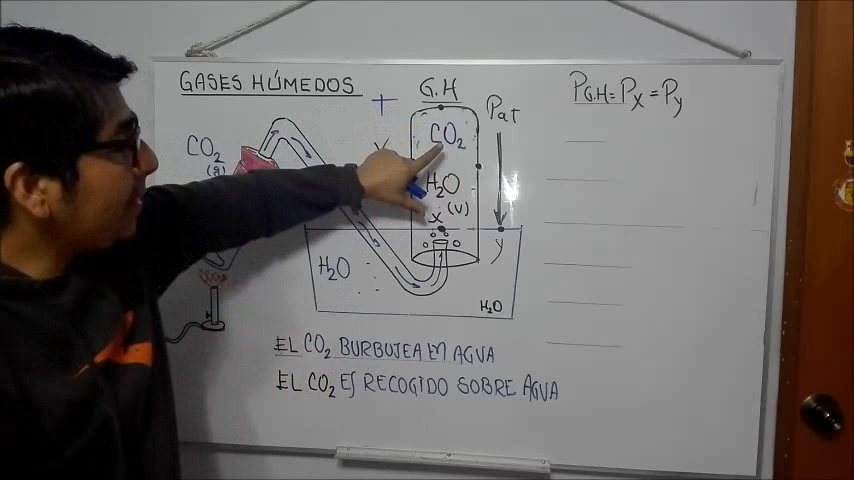 GASES HÚMEDOS
+
G.H
Pat
PG.H = Px = Py
CO2
(g)
CO2
H2O
(V)
x
y
H2O
H2O
EL CO2 BURBUJEA EN AGUA
EL CO2 ES RECOGIDO SOBRE AGUA